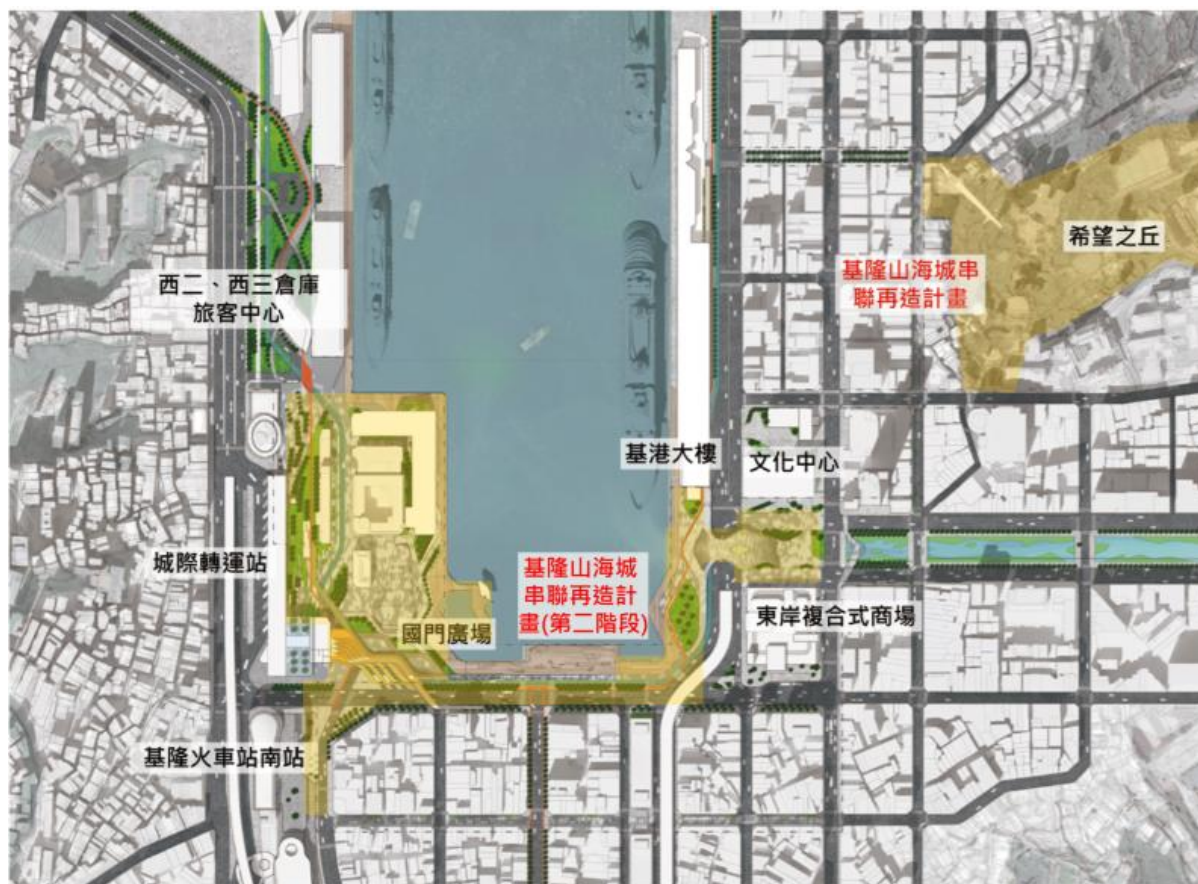 希望之丘
基隆山海城串
聯再造計畫
西二、西三倉庫
旅客中心
基港大樓
文化中心
城際轉運站
基隆山海城
串聯再造計
畫(第二階段)
東岸複合式商場
國門廣場
基隆火車站南站